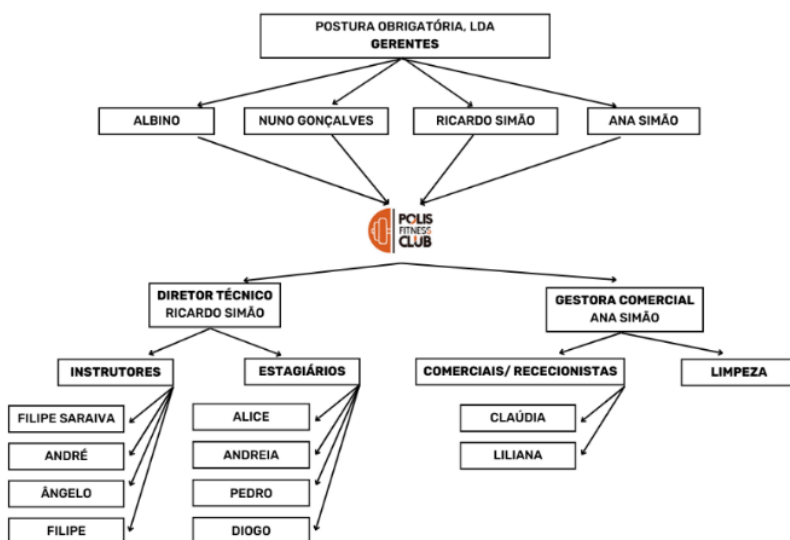 POSTURA OBRIGATÓRIA, LDA
GERENTES
ALBINO
NUNO GONÇALVES
RICARDO SIMÃO
ANA SIMÃO
POLIS
FITNESS
CLUB
DIRETOR TÉCNICO
RICARDO SIMÃO
GESTORA COMERCIAL
ANA SIMÃO
INSTRUTORES
ESTAGIÁRIOS
COMERCIAIS/ RECECIONISTAS
LIMPEZA
FILIPE SARAIVA
ANDRÉ
ÂNGELO
FILIPE
ALICE
ANDREIA
PEDRO
DIOGO
CLAÚDIA
LILIANA